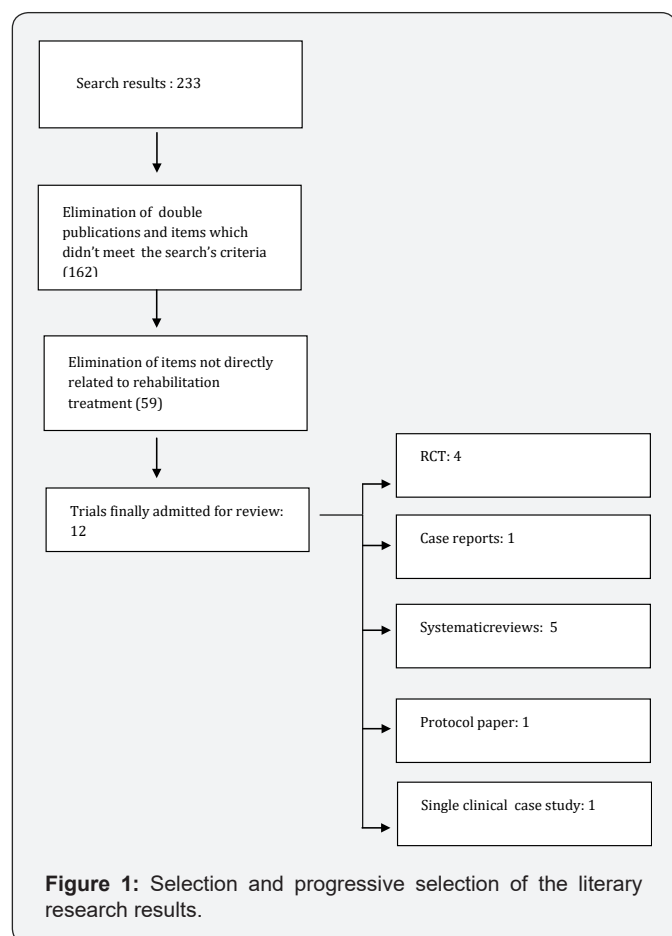 Search results : 233
Elimination of double
publications and items which
didn't meet the search's criteria
(162)
Elimination of items not directly
related to rehabilitation
treatment (59)
Trials finally admitted for review:
12
RCT: 4
Case reports: 1
Systematicreviews: 5
Protocol paper: 1
Single clinical case study: 1
Figure 1: Selection and progressive selection of the literary
research results.